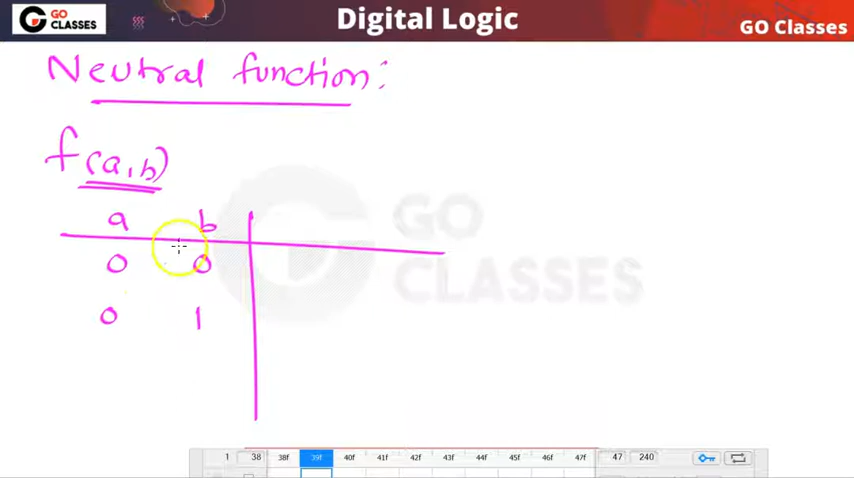 GO
CLASSES
Digital Logic
GO Classes
Neutral function:
f(a,b)
a b
0 0
0 1
GO
CLASSES
1 38 38f 39f 40f 41f 42f 43f 44f 45f 46f 47f 47 240